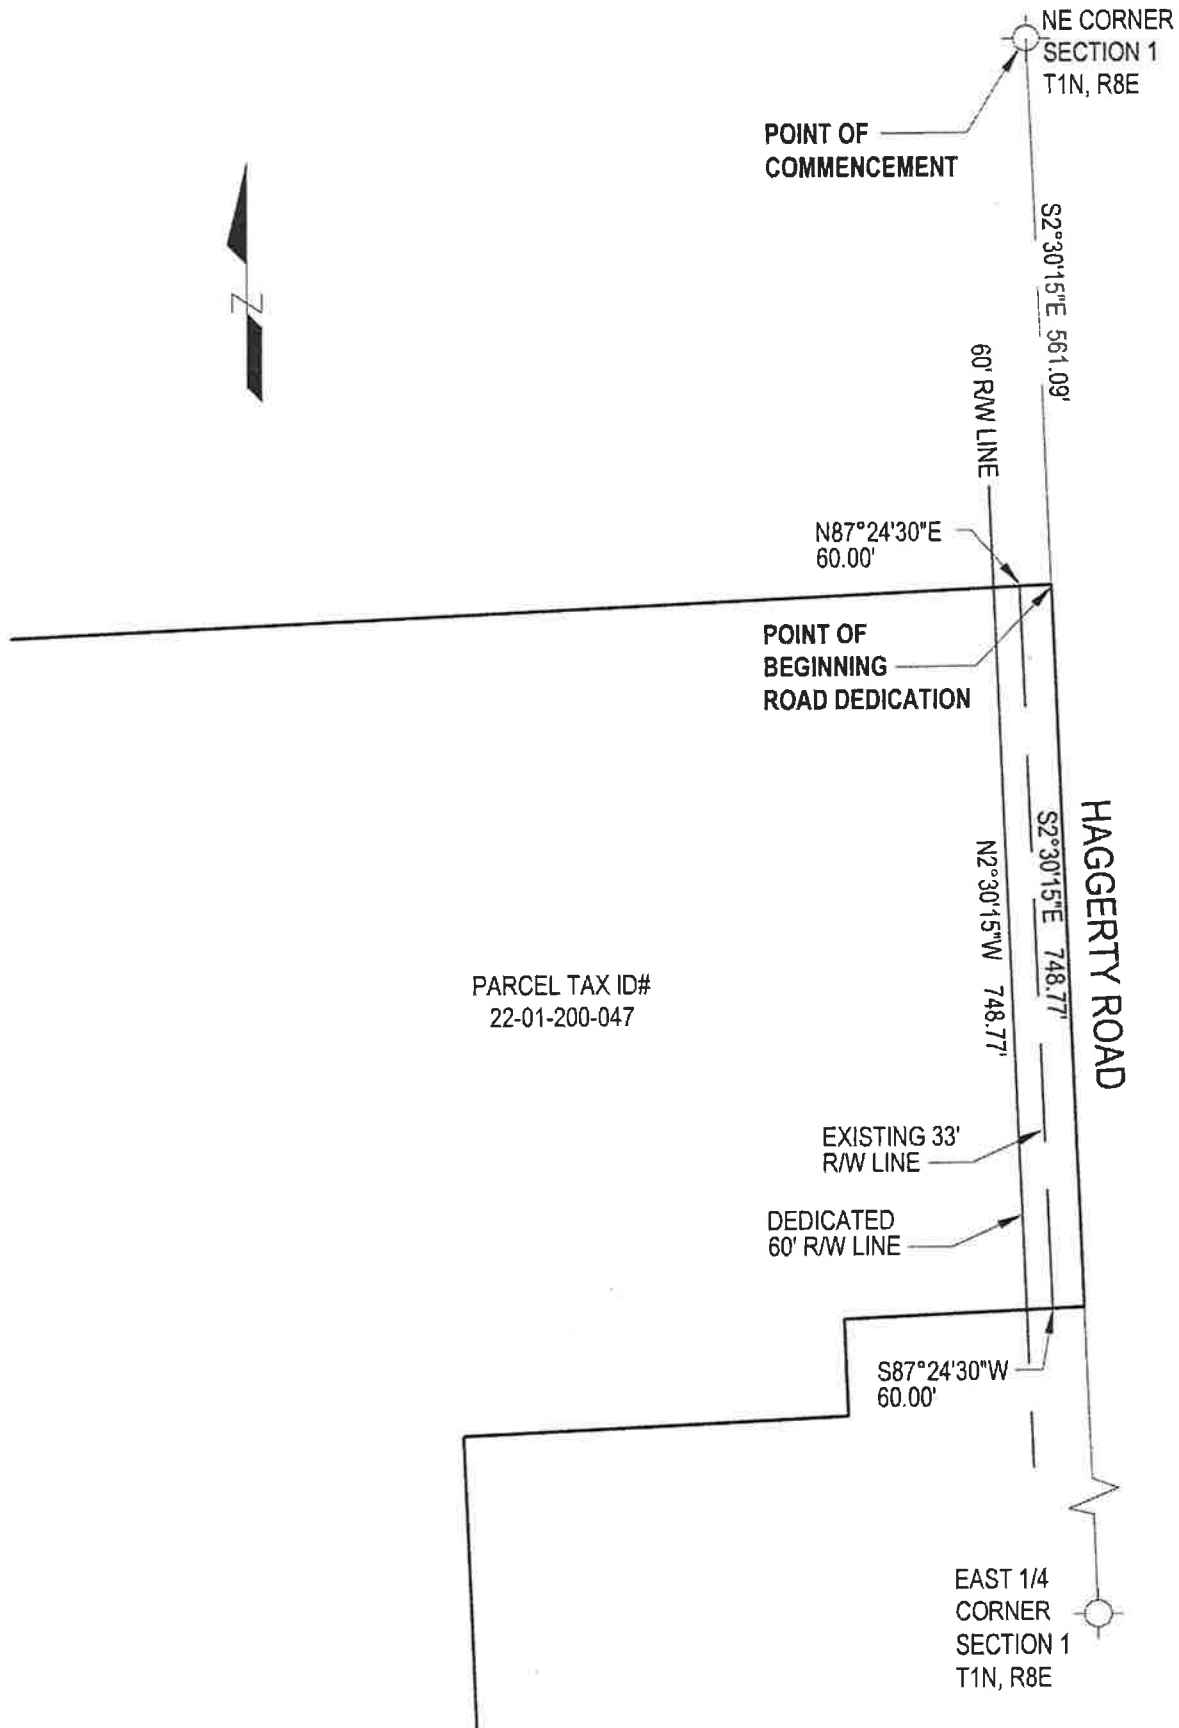 NE CORNER
SECTION 1
T1N, R8E
POINT OF
COMMENCEMENT
S2°30'15"E 561.09'
Z
60' R/W LINE
N87°24'30"E
60.00'
POINT OF
BEGINNING
ROAD DEDICATION
HAGGERTY ROAD
S2°30'15"E 748.77'
N2°30'15"W 748.77'
PARCEL TAX ID#
22-01-200-047
EXISTING 33'
R/W LINE
DEDICATED
60' R/W LINE
S87°24'30"W
60.00'
EAST 1/4
CORNER
SECTION 1
T1N, R8E